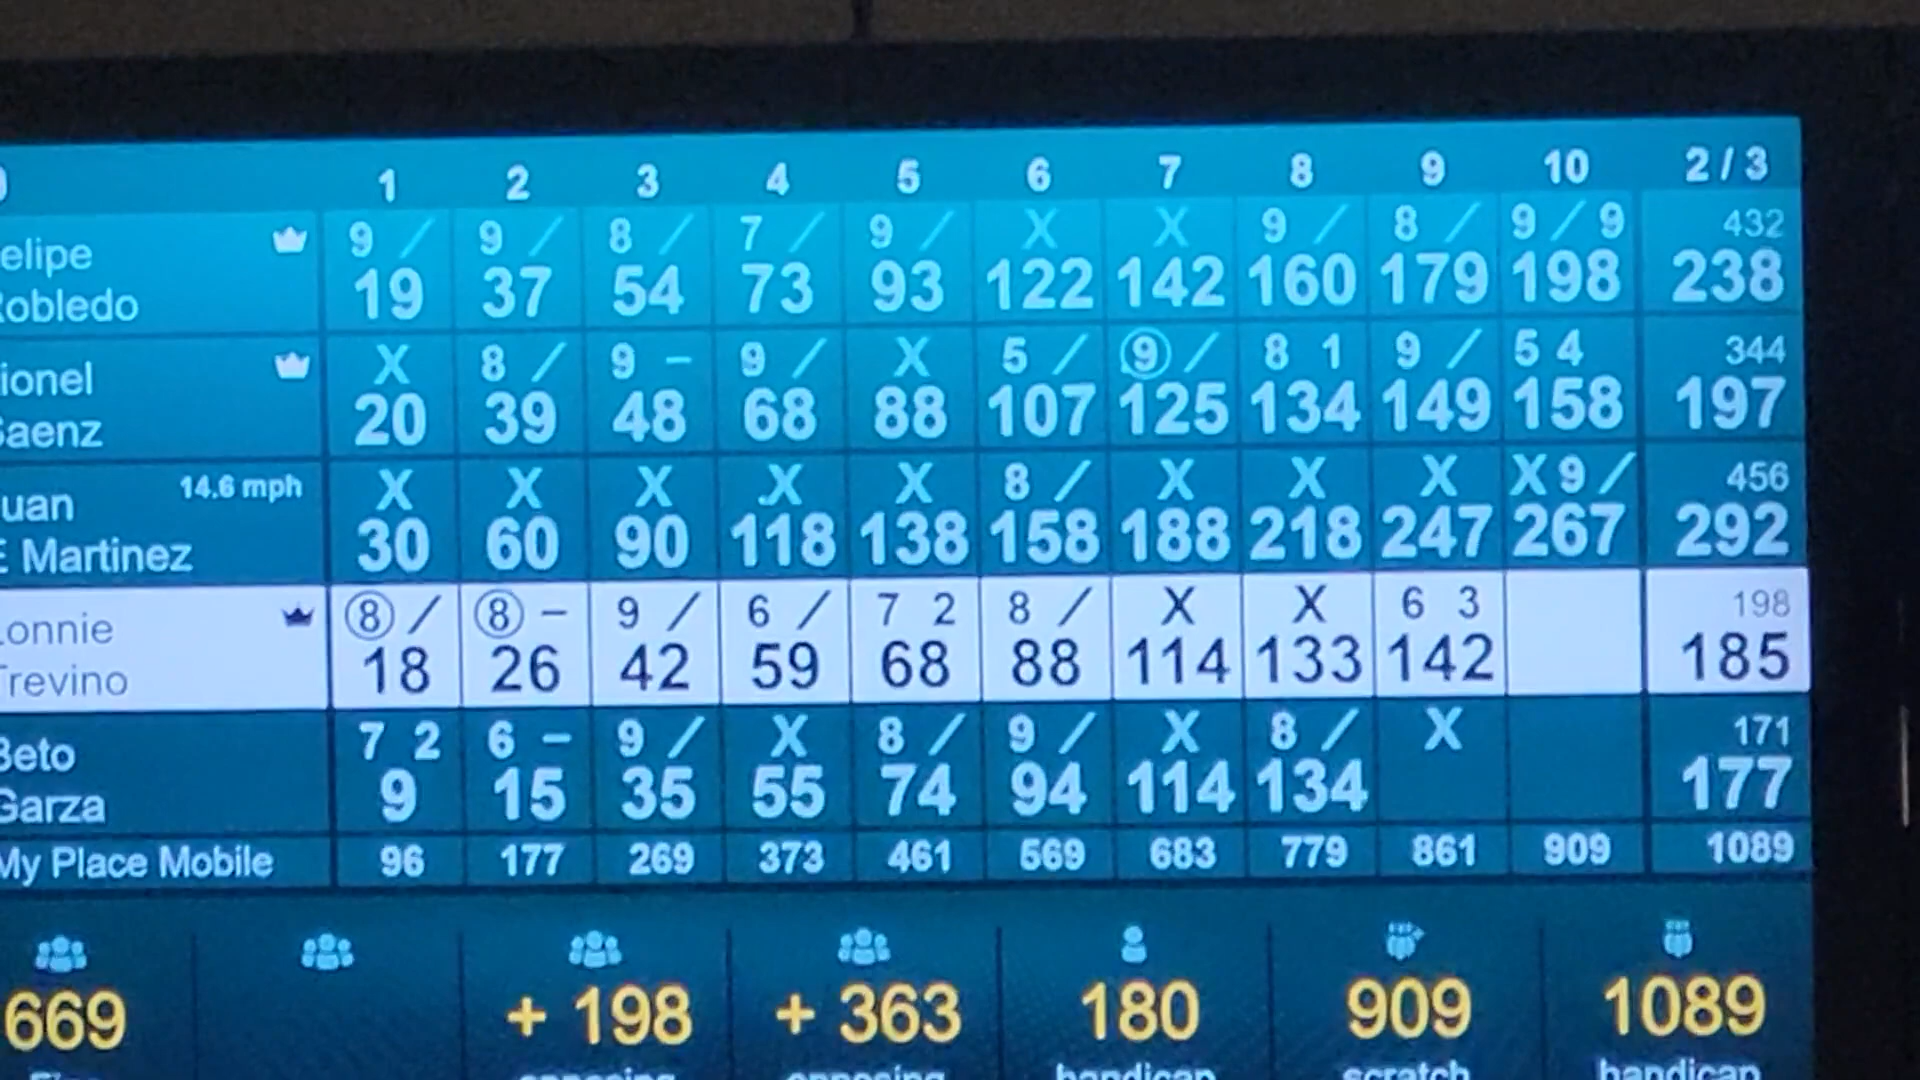 1 2 3 4 5 6 7 8 9 10 2 / 3
elipe 9 / 9 / 8 / 7 / 9 / X X 9 / 8 / 9 / 9 432
obledo 19 37 54 73 93 122 142 160 179 198 238
ionel X 8 / 9 - 9 / X 5 / 9 / 8 1 9 / 5 4 344
aenz 20 39 48 68 88 107 125 134 149 158 197
uan 14.6 mph X X X X X 8 / X X X X 9 / 456
E Martinez 30 60 90 118 138 158 188 218 247 267 292
onnie 8 / 8 - 9 / 6 / 7 2 8 / X X 6 3 198
Trevino 18 26 42 59 68 88 114 133 142 185
Beto 7 2 6 - 9 / X 8 / 9 / X 8 / X 171
Garza 9 15 35 55 74 94 114 134 177
My Place Mobile 96 177 269 373 461 569 683 779 861 909 1089
669 + 198 + 363 180 909 1089
opposing opposing handicap scratch handicap